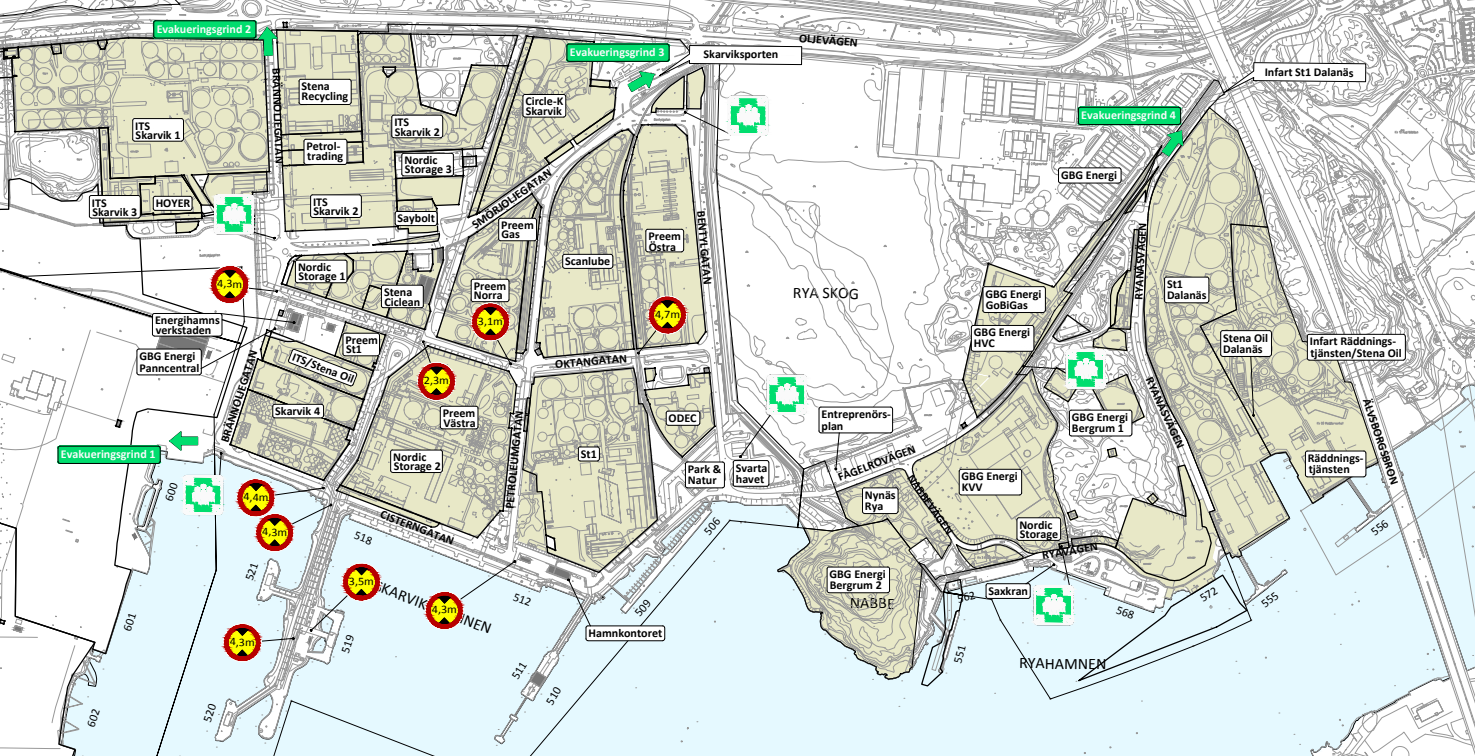 Evakueringsgrind 2
OLJEVÄGEN
Evakueringsgrind 3
Skarviksporten
Infart St1 Dalanäs
BRÄNNOLJEGATAN
Stena
Recycling
Circle-K
Skarvik
Evakueringsgrind 4
ITS
Skarvik 1
ITS
Skarvik 2
Petrol-
trading
Nordic
Storage 3
GBG Energi
SMÖRJOLJEGATAN
ITS
Skarvik 3
HOYER
ITS
Skarvik 2
Saybolt
Preem
Gas
BENTYLGATAN
Preem
Östra
Scanlube
RYANÄSVÄGEN
Nordic
Storage 1
Stena
Ciclean
Preem
Norra
RYA SKOG
GBG Energi
GoBiGas
St1
Dalanäs
4,3m
3,1m
4,7m
Energihamns
verkstaden
Preem
St1
GBG Energi
HVC
Stena Oil
Dalanäs
Infart Räddnings-
tjänsten/Stena Oil
GBG Energi
Panncentral
ITS/Stena Oil
OKTANGATAN
2,3m
BRÄNNOLJEGATAN
Skarvik 4
Preem
Västra
PETROLEUMGATAN
ODEC
Entreprenörs-
plan
GBG Energi
Bergrum 1
RYANÄSVÄGEN
ÄLVSBORGSBRON
Evakueringsgrind 1
Nordic
Storage 2
St1
Park &
Natur
Svarta
havet
FÅGELROVÄGEN
Räddnings-
tjänsten
600
4,4m
4,3m
CISTERNGATAN
Nynäs
Rya
NABBEVÄGEN
GBG Energi
KVV
Nordic
Storage
506
556
518
RYAVÄGEN
521
3,5m
SKARVIKSHAMNEN
4,3m
512
509
GBG Energi
Bergrum 2
NABBE
562
Saxkran
568
572
555
601
4,3m
519
Hamnkontoret
551
RYAHAMNEN
511
510
602
520